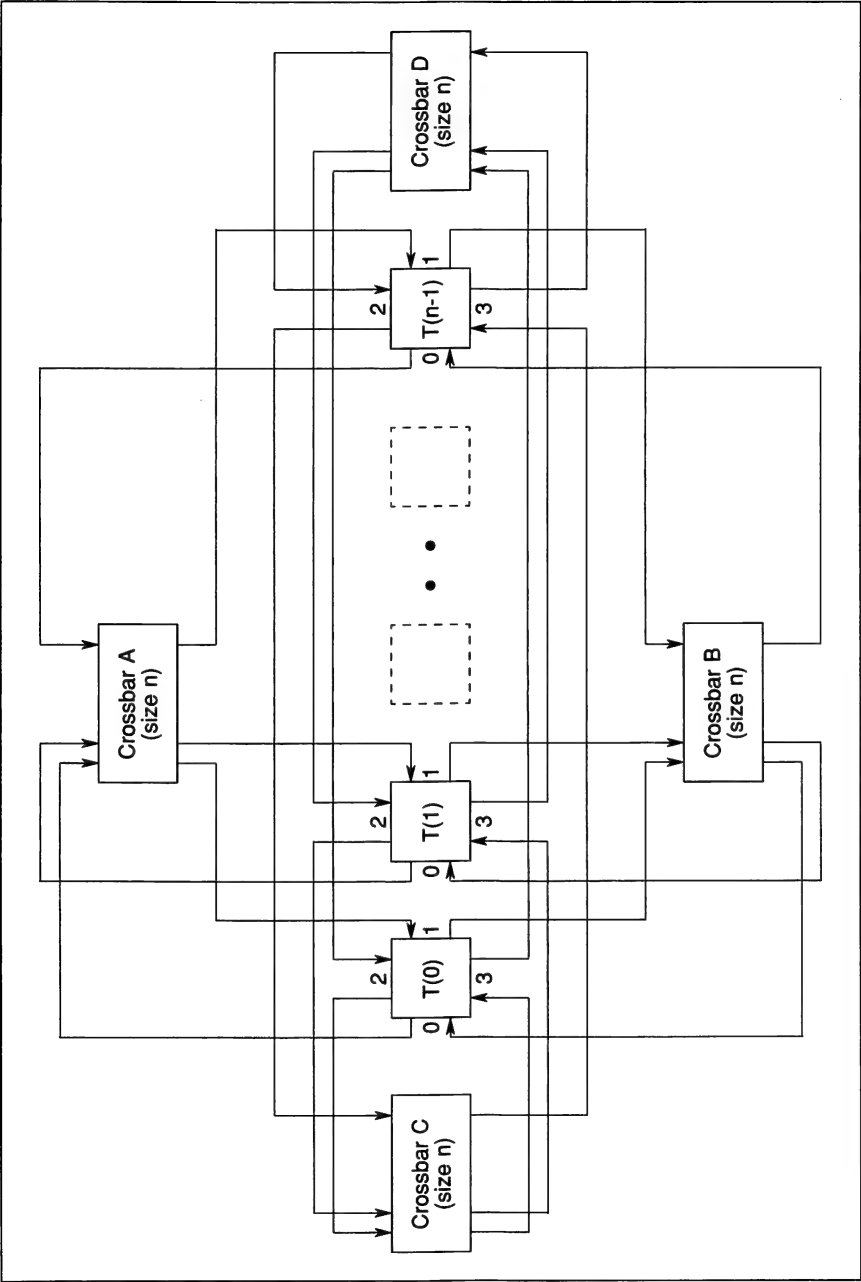 Crossbar D
(size n)
1
2
T(n-1)
3
0
Crossbar A
(size n)
Crossbar B
(size n)
1
2
T(1)
3
0
1
2
T(0)
3
0
Crossbar C
(size n)